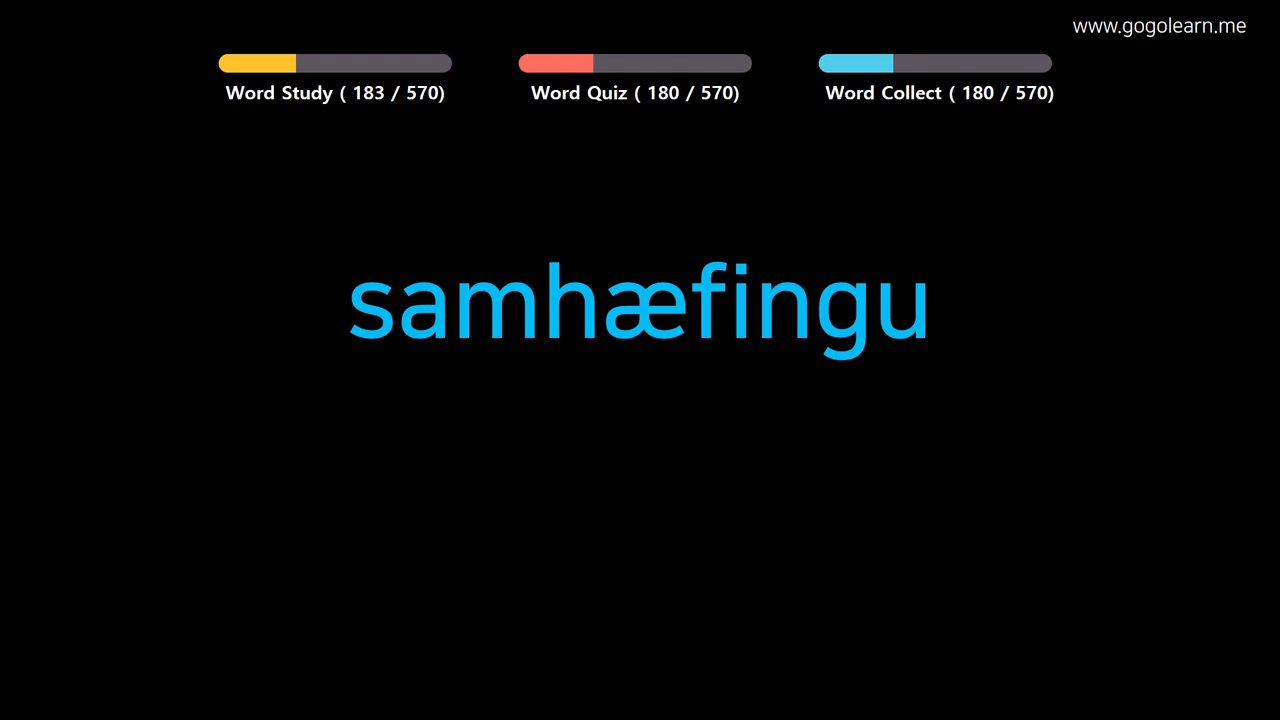 www.gogolearn.me
Word Study ( 183 / 570)
Word Quiz ( 180 / 570)
Word Collect ( 180 / 570)
samhæfingu